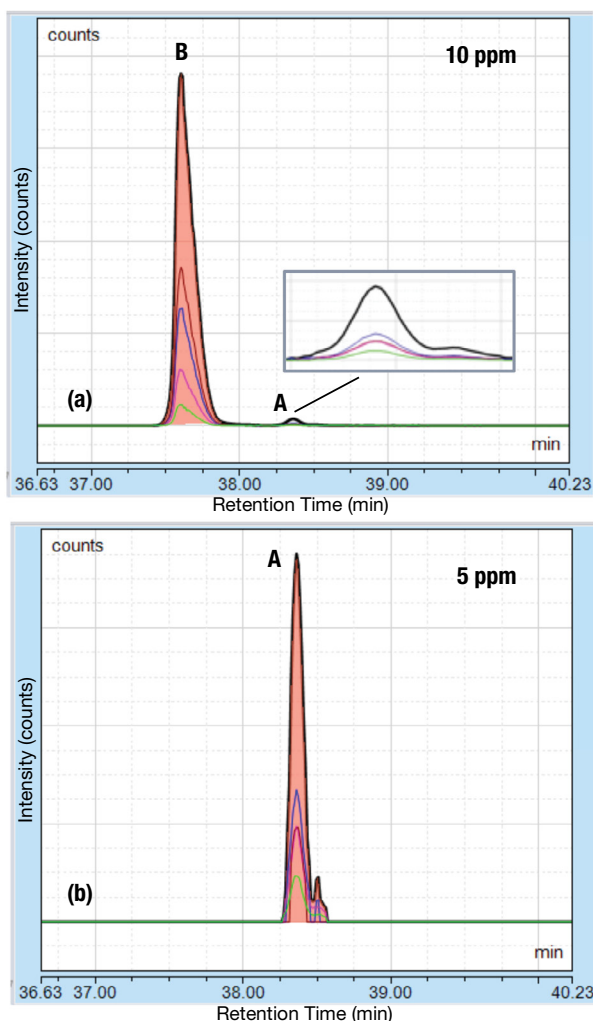 counts
B
10 ppm
Intensity (counts)
(a)
A
min
36.63 37.00 38.00 39.00 40.23
Retention Time (min)
counts
A
5 ppm
Intensity (counts)
(b)
min
36.63 37.00 38.00 39.00 40.23
Retention Time (min)